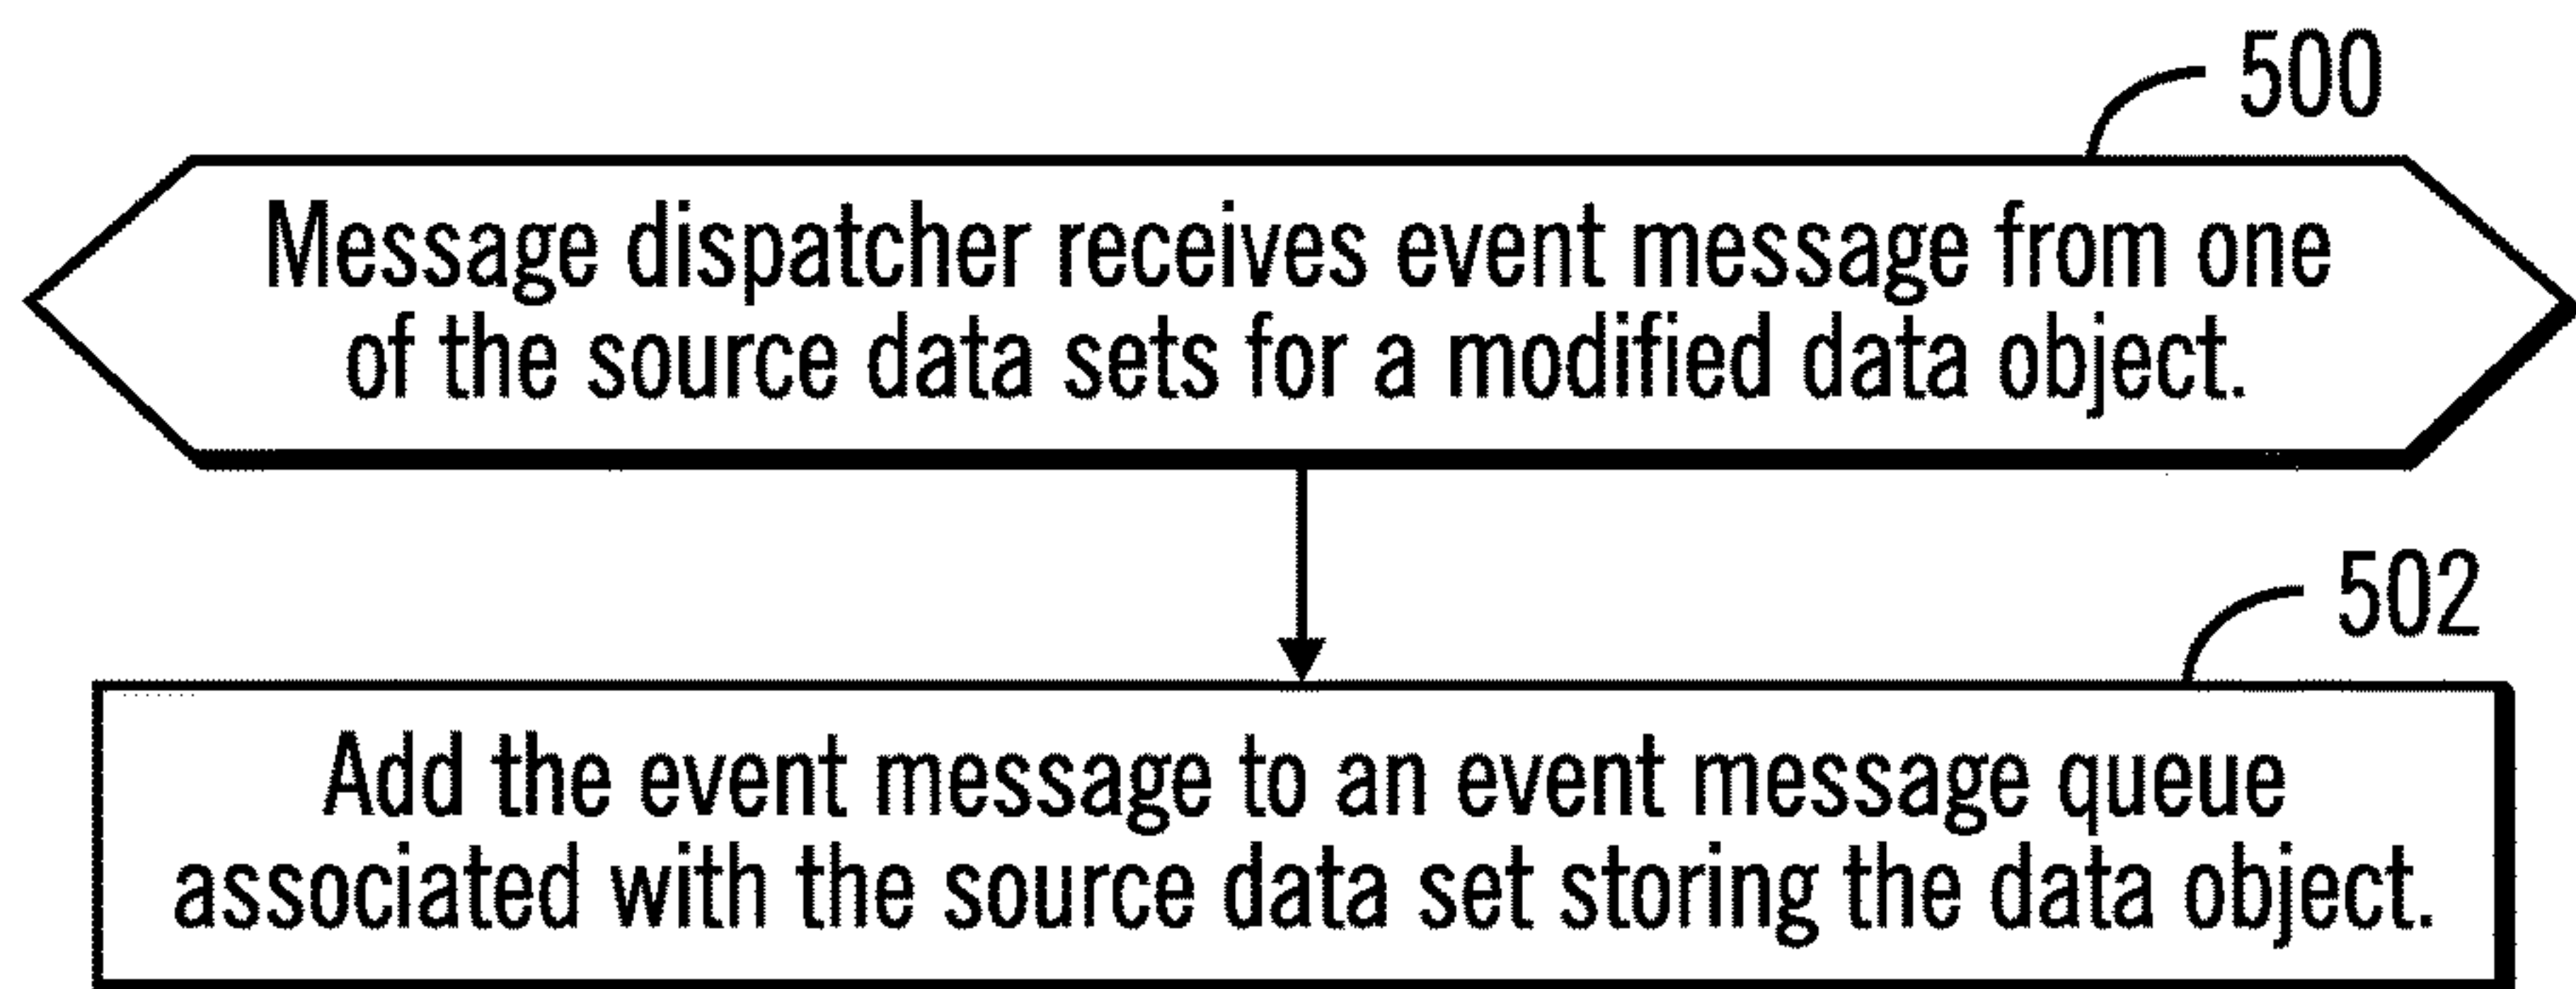 500
Message dispatcher receives event message from one
of the source data sets for a modified data object.
502
Add the event message to an event message queue
associated with the source data set storing the data object.